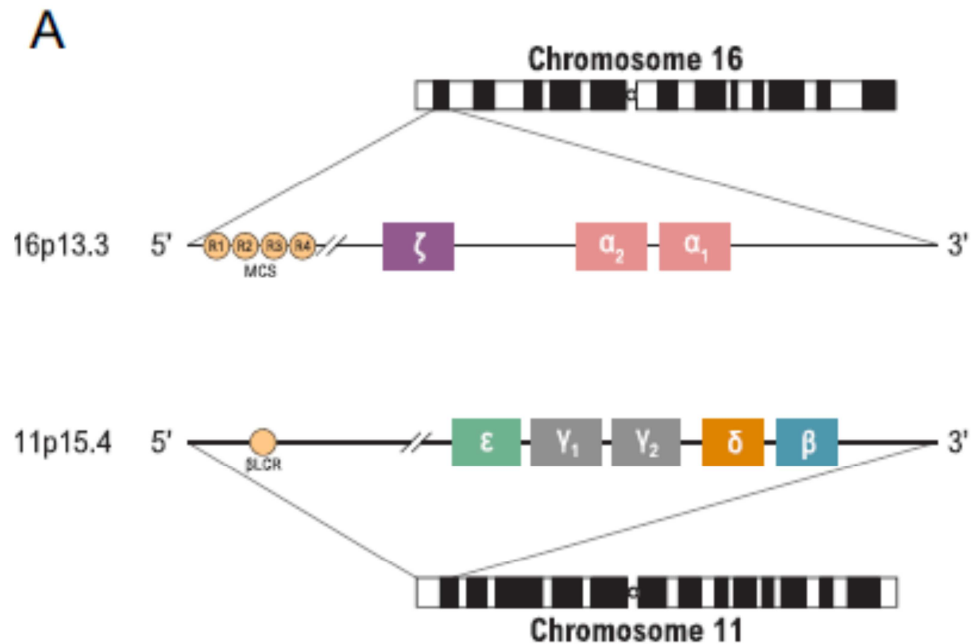 A
Chromosome 16
16p13.3 5' R1 R2 R3 R4 ζ α₂ α₁ 3'
MCS
11p15.4 5' ε γ₁ γ₂ δ β 3'
βLCR
Chromosome 11